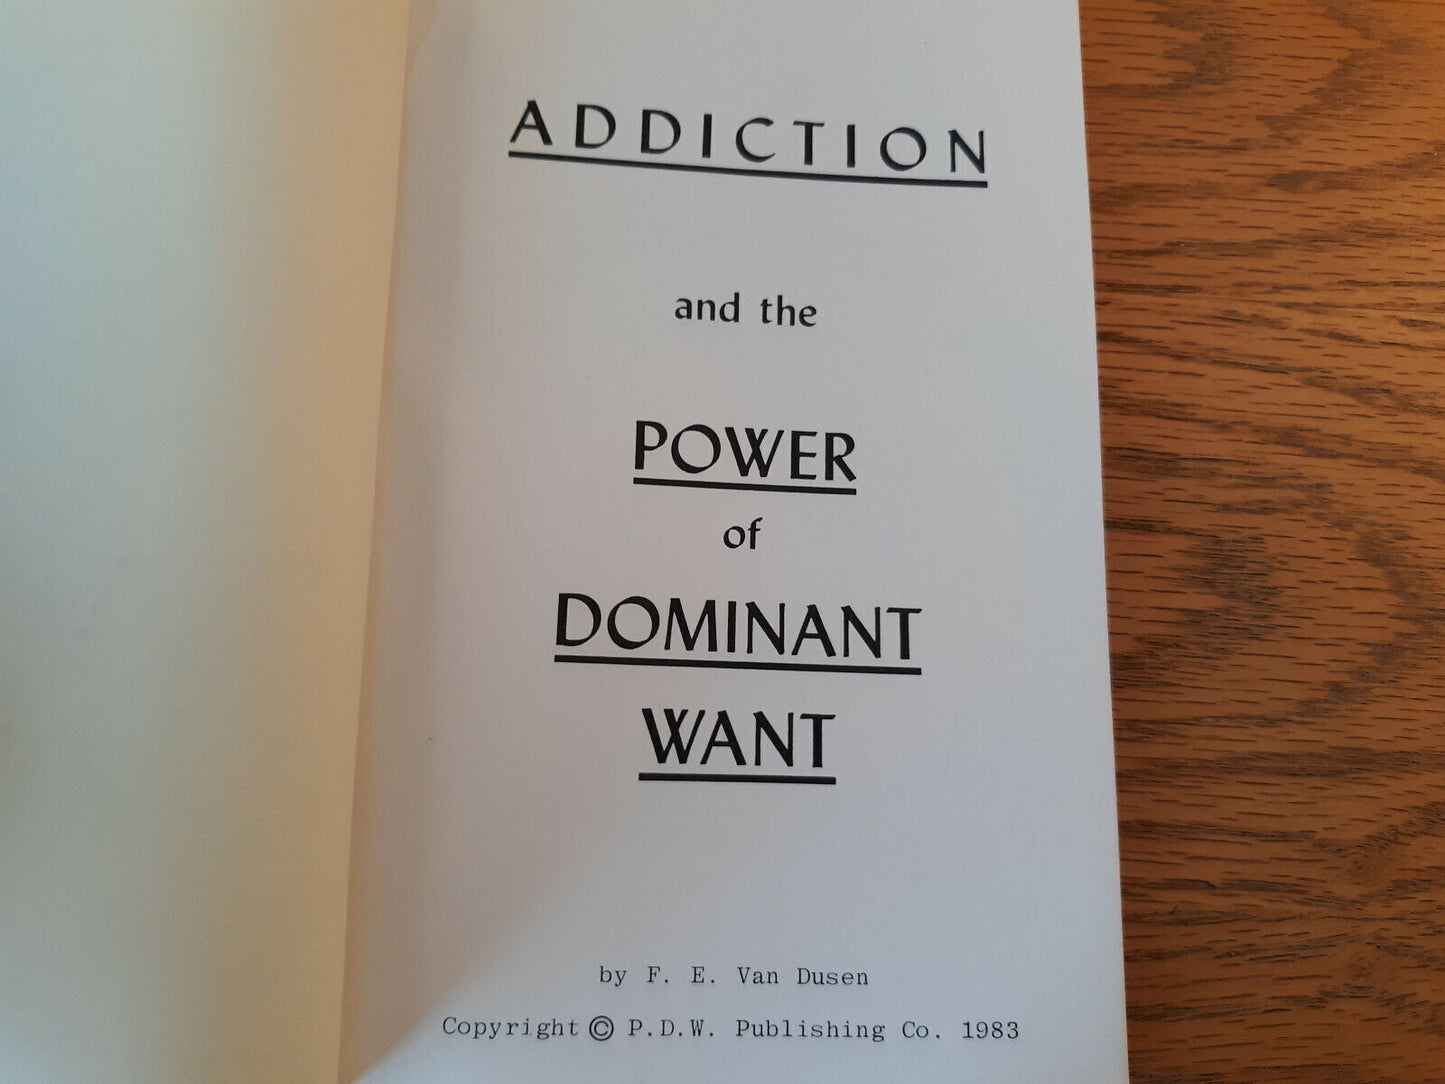 ADDICTION
and the
POWER
of
DOMINANT
WANT
by F. E. Van Dusen
Copyright © P.D.W. Publishing Co. 1983